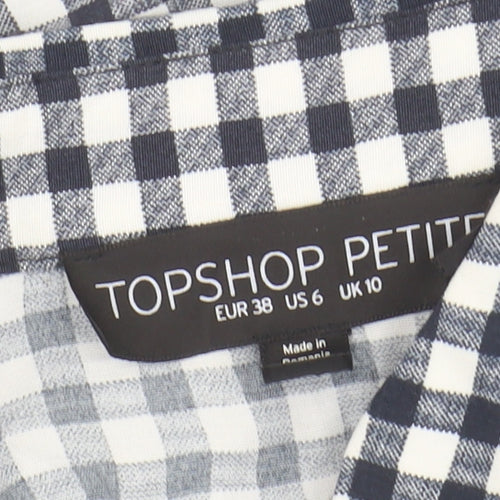 TOPSHOP PETITE
EUR 38 US 6 UK 10
Made in
Romania